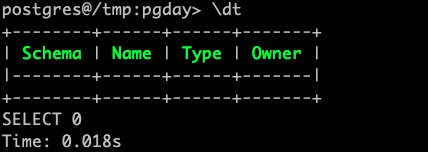 postgres@/tmp:pgday> \dt
+--------+------+------+-------+
| Schema | Name | Type | Owner |
|--------+------+------+-------|
+--------+------+------+-------+
SELECT 0
Time: 0.018s